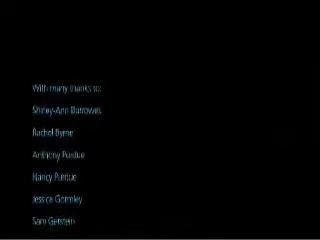 With many thanks to:
Shirley-Ann Burrowes
Rachel Byrne
Anthony Purdue
Nancy Purdue
Jessica Gormley
Sam Gerstein